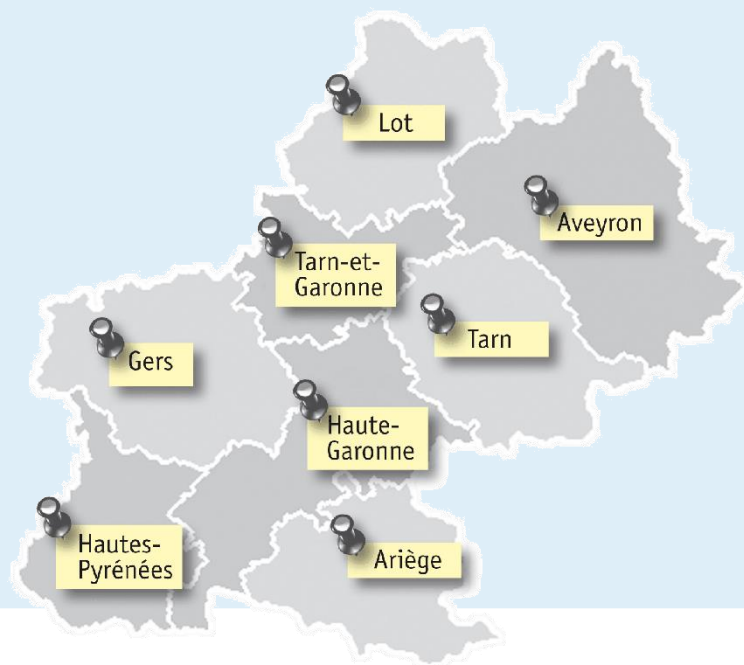 Lot
Aveyron
Tarn-et-
Garonne
Tarn
Gers
Haute-
Garonne
Hautes-
Pyrénées
Ariège